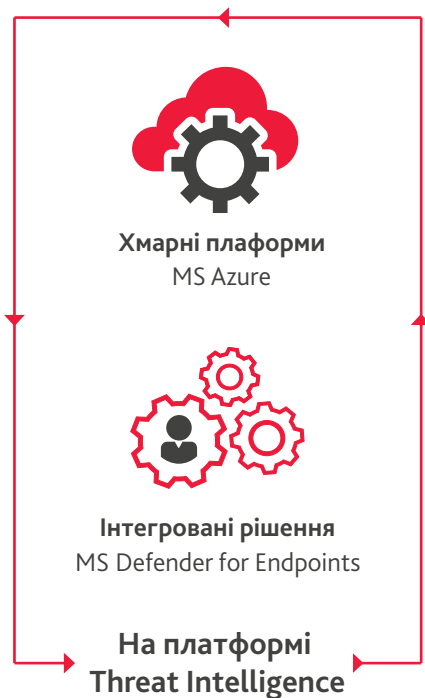 Хмарні плаформи
MS Azure
Інтегровані рішення
MS Defender for Endpoints
На платформі
Threat Intelligence